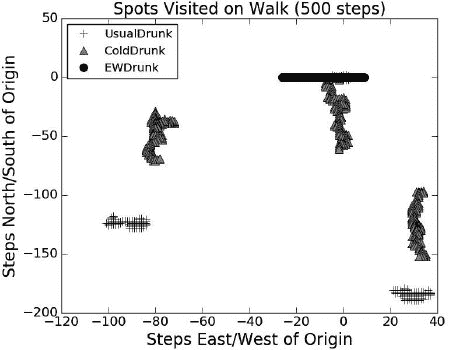 Spots Visited on Walk (500 steps)
50
UsualDrunk
ColdDrunk
EWDrunk
0
−50
−100
−150
−200
−120 −100 −80 −60 −40 −20 0 20 40
Steps East/West of Origin
Steps North/South of Origin